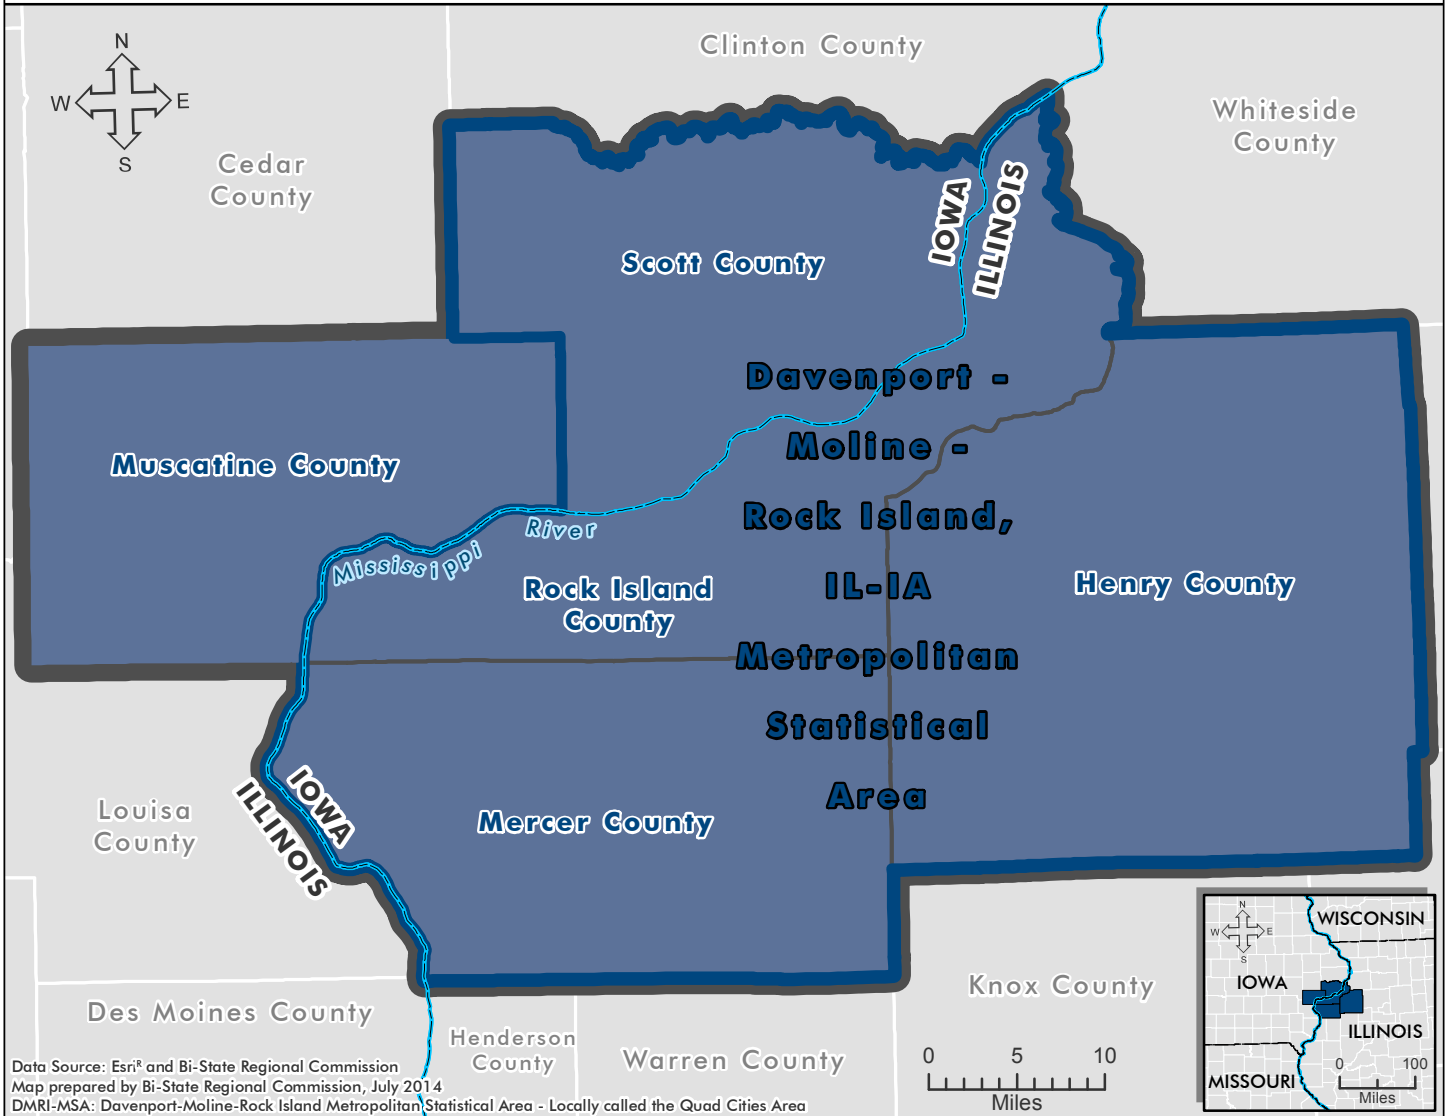 Clinton County
Whiteside
County
N
W E
S
Cedar
County
IOWA
ILLINOIS
Scott County
Davenport -
Moline -
Rock Island,
IL-IA
Metropolitan
Statistical
Area
Muscatine County
Mississippi River
Rock Island
County
Henry County
IOWA
ILLINOIS
Mercer County
Louisa
County
Des Moines County
Henderson
County
Warren County
Knox County
0 5 10
Miles
N
W E
S
WISCONSIN
IOWA
ILLINOIS
MISSOURI
0 100
Miles
Data Source: Esriᴿ and Bi-State Regional Commission
Map prepared by Bi-State Regional Commission, July 2014
DMRI-MSA: Davenport-Moline-Rock Island Metropolitan Statistical Area - Locally called the Quad Cities Area